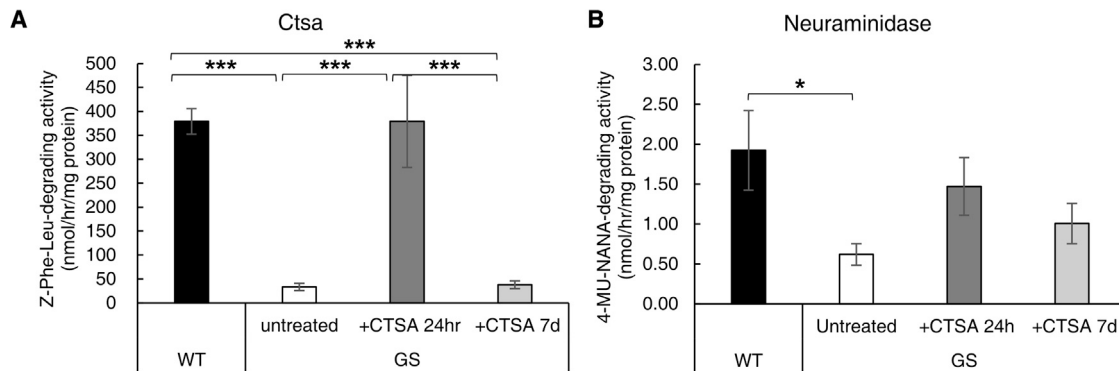 A
Ctsa
***
*** *** ***
Z-Phe-Leu-degrading activity
(nmol/hr/mg protein)
500
450
400
350
300
250
200
150
100
50
0
untreated +CTSA 24hr +CTSA 7d
WT GS
B
Neuraminidase
*
4-MU-NANA-degrading activity
(nmol/hr/mg protein)
3.00
2.50
2.00
1.50
1.00
0.50
0.00
Untreated +CTSA 24h +CTSA 7d
WT GS